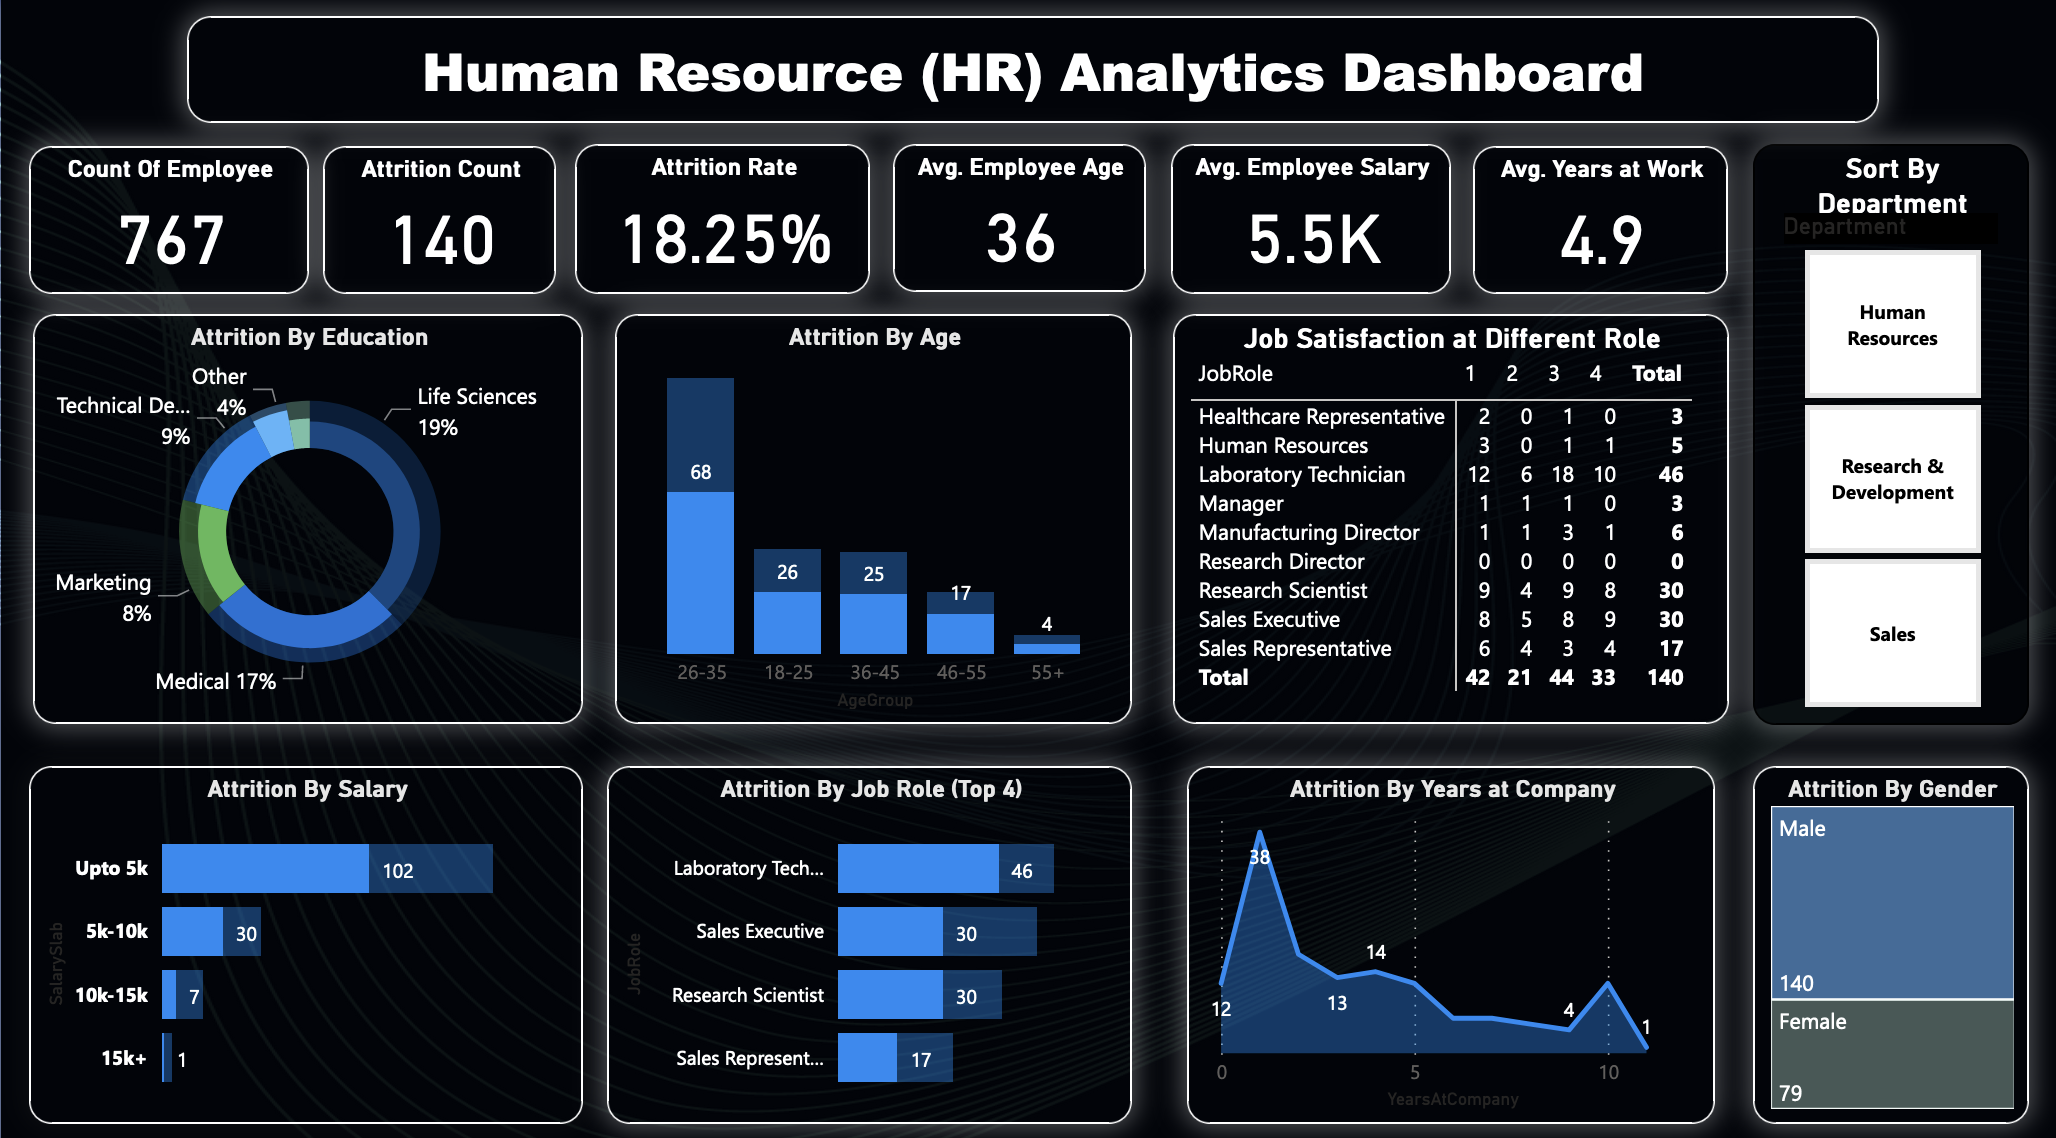 Human Resource (HR) Analytics Dashboard
Count Of Employee
767
Attrition Count
140
Attrition Rate
18.25%
Avg. Employee Age
36
Avg. Employee Salary
5.5K
Avg. Years at Work
4.9
Sort By
Department
Department
Human
Resources
Research &
Development
Sales
Attrition By Education
Other
4%
Technical De...
9%
Life Sciences
19%
Marketing
8%
Medical 17%
Attrition By Age
68
26
25
17
4
26-35 18-25 36-45 46-55 55+
AgeGroup
Job Satisfaction at Different Role
JobRole 1 2 3 4 Total
Healthcare Representative 2 0 1 0 3
Human Resources 3 0 1 1 5
Laboratory Technician 12 6 18 10 46
Manager 1 1 1 0 3
Manufacturing Director 1 1 3 1 6
Research Director 0 0 0 0 0
Research Scientist 9 4 9 8 30
Sales Executive 8 5 8 9 30
Sales Representative 6 4 3 4 17
Total 42 21 44 33 140
Attrition By Salary
SalarySlab
Upto 5k 102
5k-10k 30
10k-15k 7
15k+ 1
Attrition By Job Role (Top 4)
JobRole
Laboratory Tech... 46
Sales Executive 30
Research Scientist 30
Sales Represent... 17
Attrition By Years at Company
38
14
12
13
4
1
0 5 10
YearsAtCompany
Attrition By Gender
Male
140
Female
79